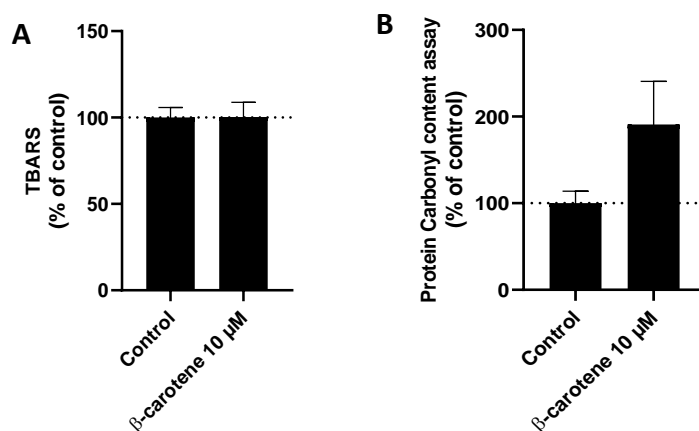 A
TBARS
(% of control)
150
100
50
0
Control
β-carotene 10 µM
B
Protein Carbonyl content assay
(% of control)
300
200
100
0
Control
β-carotene 10 µM